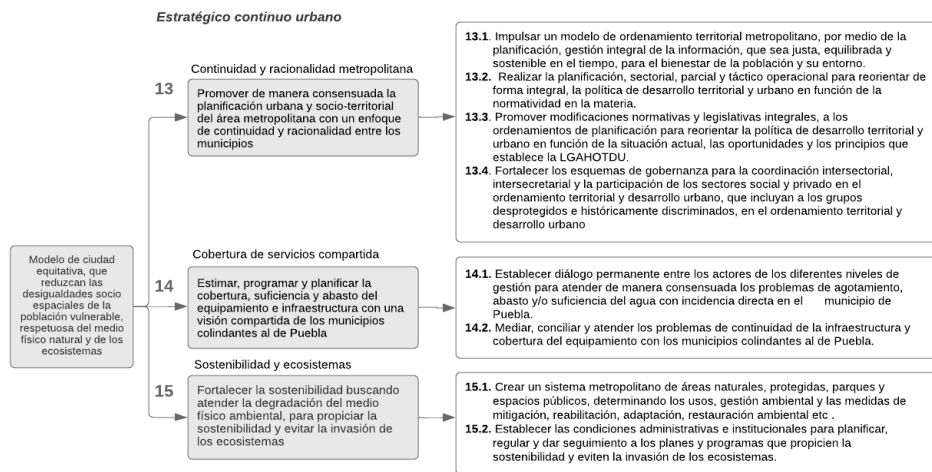 Estratégico continuo urbano
Modelo de ciudad
equitativa, que
reduzcan las
desigualdades socio
espaciales de la
población vulnerable,
respetuosa del medio
físico natural y de los
ecosistemas
Continuidad y racionalidad metropolitana
13
Promover de manera consensuada la
planificación urbana y socio-territorial
del área metropolitana con un enfoque
de continuidad y racionalidad entre los
municipios
13.1. Impulsar un modelo de ordenamiento territorial metropolitano, por medio de la
planificación, gestión integral de la información, que sea justa, equilibrada y
sostenible en el tiempo, para el bienestar de la población y su entorno.
13.2. Realizar la planificación, sectorial, parcial y táctico operacional para reorientar de
forma integral, la política de desarrollo territorial y urbano en función de la
normatividad en la materia.
13.3. Promover modificaciones normativas y legislativas integrales, a los
ordenamientos de planificación para reorientar la política de desarrollo territorial y
urbano en función de la situación actual, las oportunidades y los principios que
establece la LGAHOTDU.
13.4. Fortalecer los esquemas de gobernanza para la coordinación intersectorial,
intersecretarial y la participación de los sectores social y privado en el
ordenamiento territorial y desarrollo urbano, que incluyan a los grupos
desprotegidos e históricamente discriminados, en el ordenamiento territorial y
desarrollo urbano
Cobertura de servicios compartida
14
Estimar, programar y planificar la
cobertura, suficiencia y abasto del
equipamiento e infraestructura con una
visión compartida de los municipios
colindantes al de Puebla
14.1. Establecer diálogo permanente entre los actores de los diferentes niveles de
gestión para atender de manera consensuada los problemas de agotamiento,
abasto y/o suficiencia del agua con incidencia directa en el municipio de
Puebla.
14.2. Mediar, conciliar y atender los problemas de continuidad de la infraestructura y
cobertura del equipamiento con los municipios colindantes al de Puebla.
Sostenibilidad y ecosistemas
15
Fortalecer la sostenibilidad buscando
atender la degradación del medio
físico ambiental, para propiciar la
sostenibilidad y evitar la invasión de
los ecosistemas
15.1. Crear un sistema metropolitano de áreas naturales, protegidas, parques y
espacios públicos, determinando los usos, gestión ambiental y las medidas de
mitigación, reabilitación, adaptación, restauración ambiental etc .
15.2. Establecer las condiciones administrativas e institucionales para planificar,
regular y dar seguimiento a los planes y programas que propicien la
sostenibilidad y eviten la invasión de los ecosistemas.